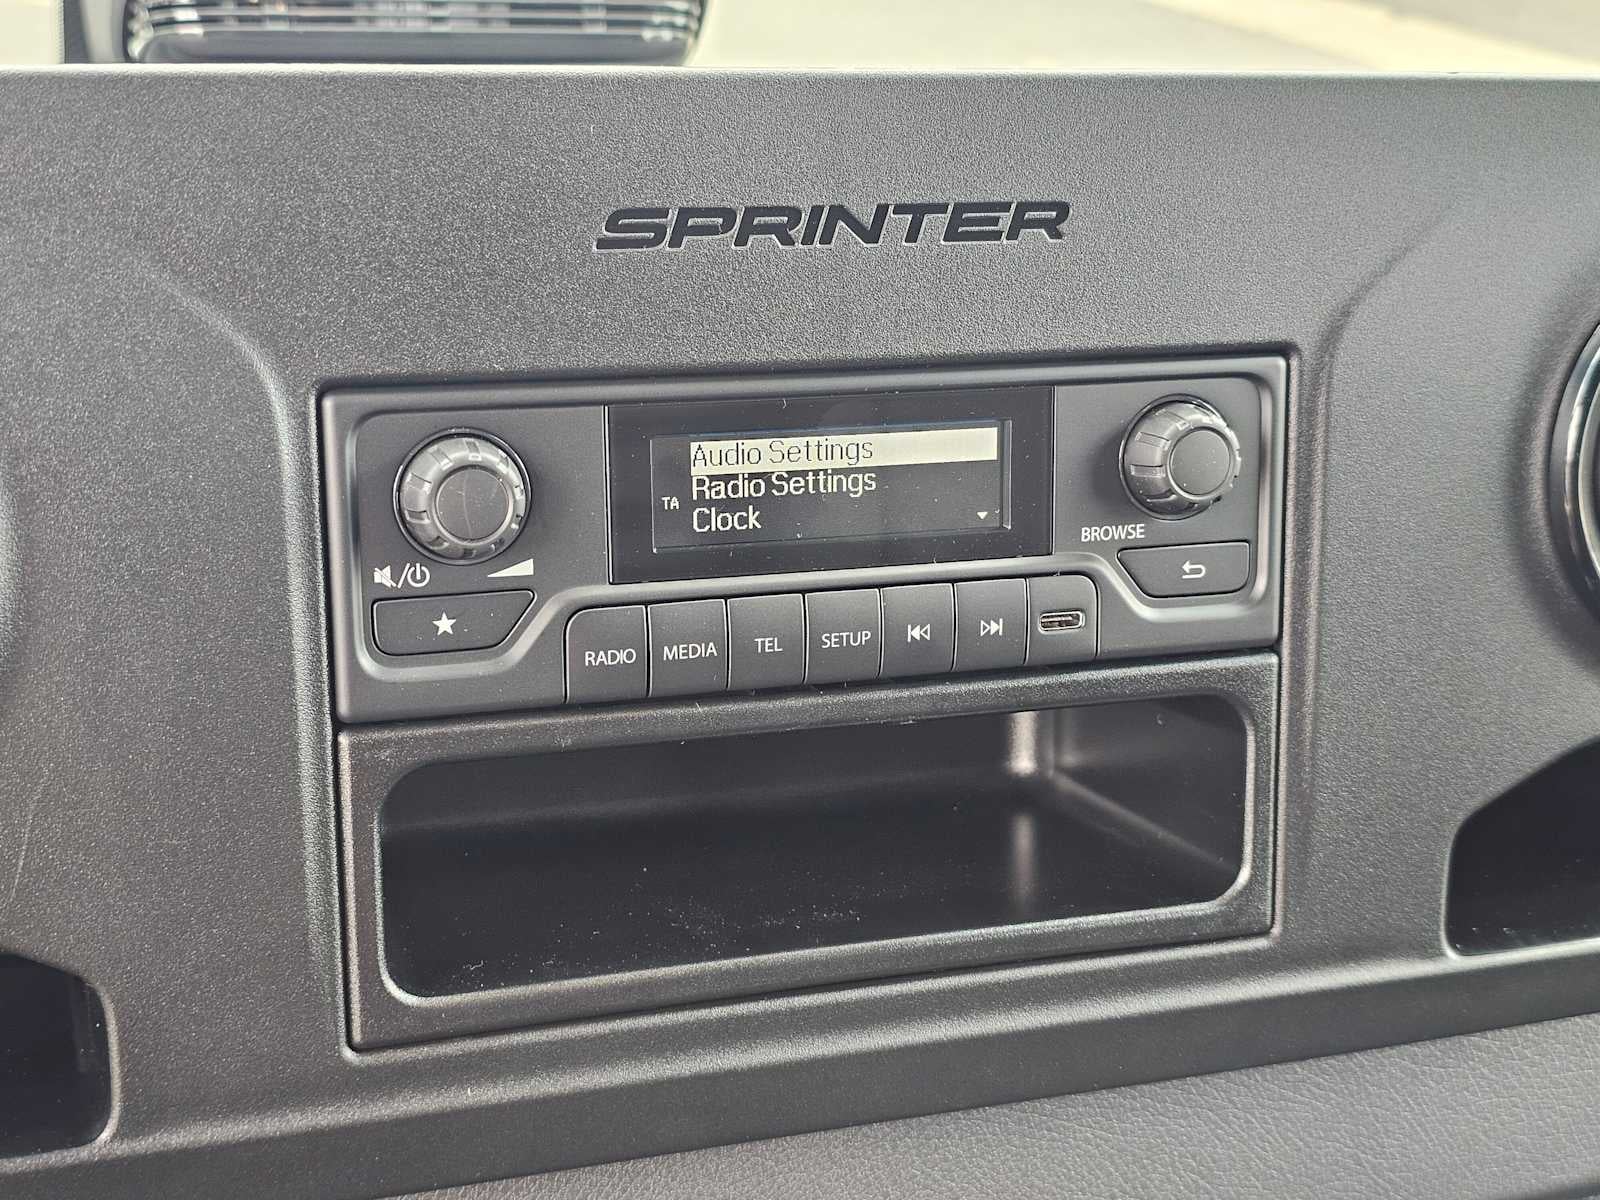 SPRINTER
Audio Settings
Radio Settings
TA
Clock
BROWSE
RADIO
MEDIA
TEL
SETUP